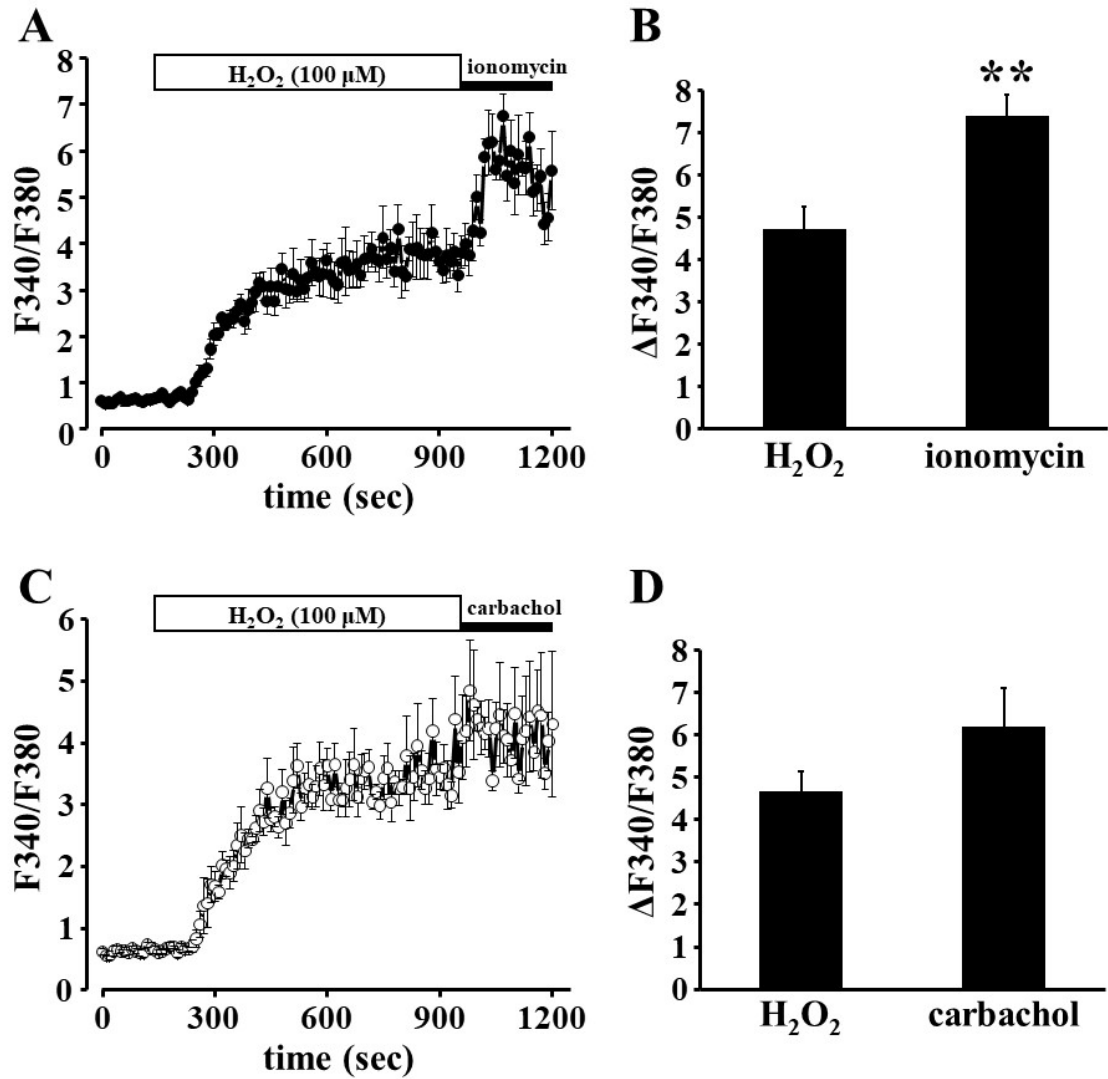 A
H₂O₂ (100 µM)
ionomycin
8
7
6
5
4
3
2
1
0
F340/F380
0 300 600 900 1200
time (sec)
B
**
8
7
6
5
4
3
2
1
0
ΔF340/F380
H₂O₂ ionomycin
C
H₂O₂ (100 µM)
carbachol
6
5
4
3
2
1
0
F340/F380
0 300 600 900 1200
time (sec)
D
8
7
6
5
4
3
2
1
0
ΔF340/F380
H₂O₂ carbachol